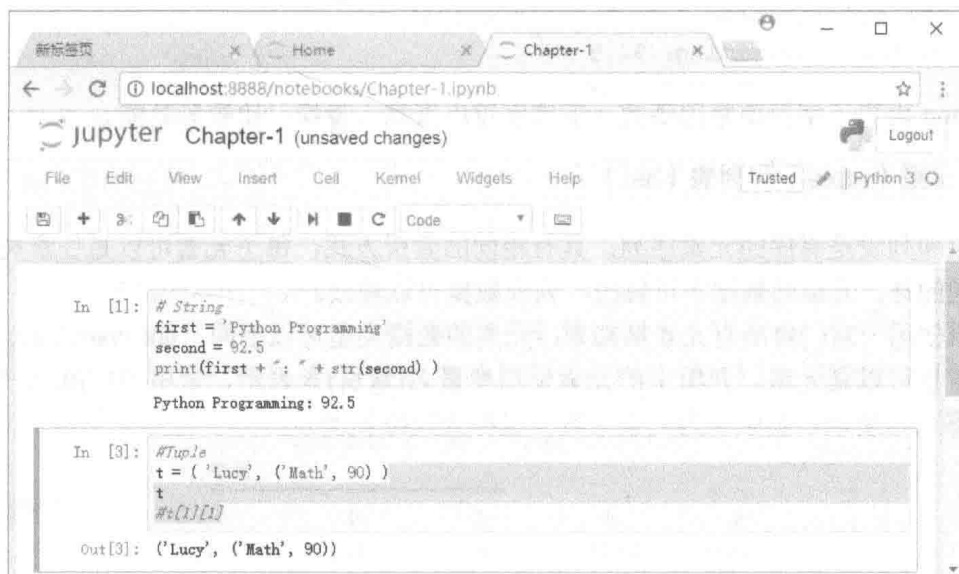 新标签页
Home
Chapter-1
localhost:8888/notebooks/Chapter-1.ipynb
jupyter Chapter-1 (unsaved changes)
Logout
File Edit View Insert Cell Kernel Widgets Help
Trusted Python 3
Code
In [1]: # String
first = 'Python Programming'
second = 92.5
print(first + ": " + str(second) )
Python Programming: 92.5
In [3]: #Tuple
t = ( 'Lucy', ('Math', 90) )
t
#t[1][1]
Out[3]: ('Lucy', ('Math', 90))